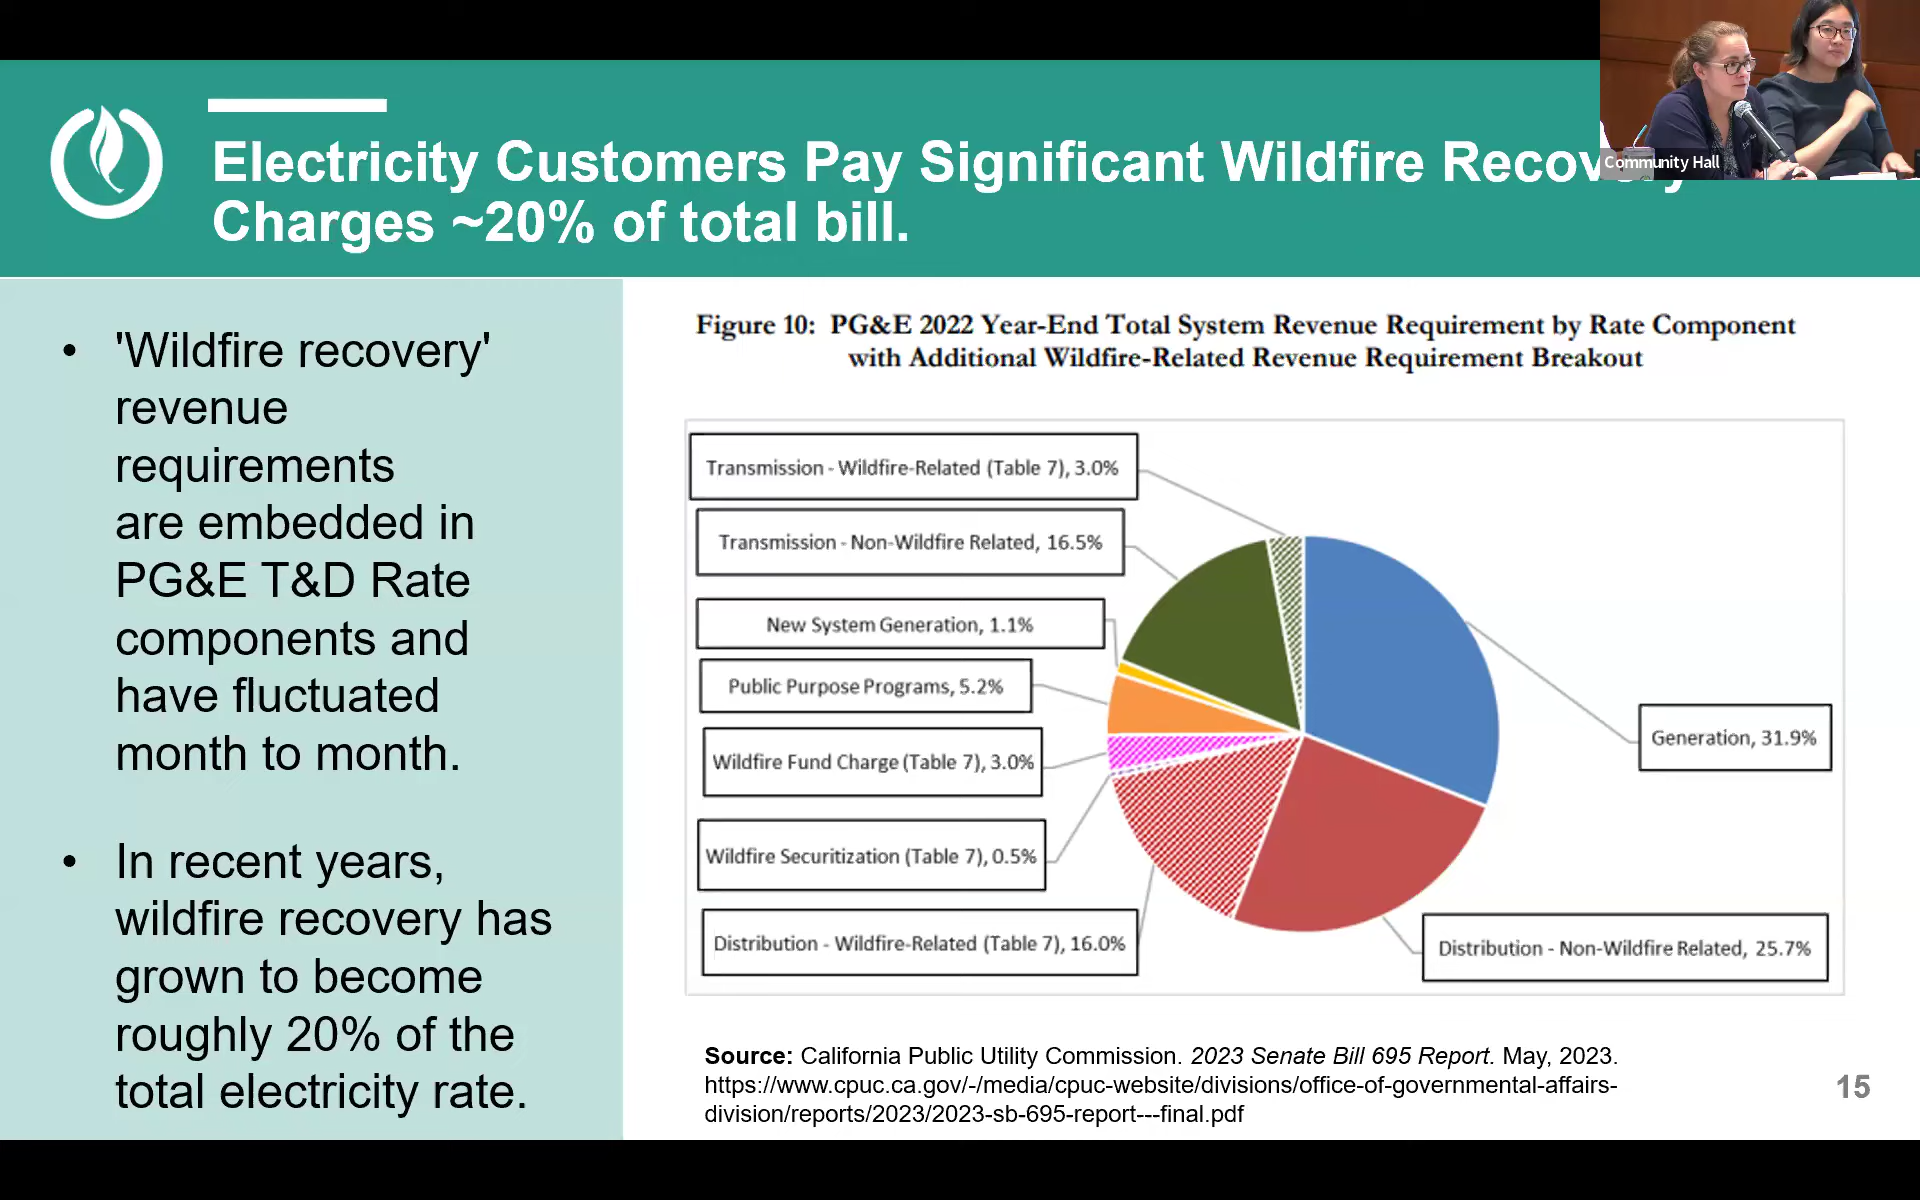 Electricity Customers Pay Significant Wildfire Recovery
Charges ~20% of total bill.
Community Hall
• 'Wildfire recovery'
revenue
requirements
are embedded in
PG&E T&D Rate
components and
have fluctuated
month to month.
• In recent years,
wildfire recovery has
grown to become
roughly 20% of the
total electricity rate.
Figure 10: PG&E 2022 Year-End Total System Revenue Requirement by Rate Component
with Additional Wildfire-Related Revenue Requirement Breakout
Transmission - Wildfire-Related (Table 7), 3.0%
Transmission - Non-Wildfire Related, 16.5%
New System Generation, 1.1%
Public Purpose Programs, 5.2%
Wildfire Fund Charge (Table 7), 3.0%
Wildfire Securitization (Table 7), 0.5%
Distribution - Wildfire-Related (Table 7), 16.0%
Generation, 31.9%
Distribution - Non-Wildfire Related, 25.7%
Source: California Public Utility Commission. 2023 Senate Bill 695 Report. May, 2023.
https://www.cpuc.ca.gov/-/media/cpuc-website/divisions/office-of-governmental-affairs-
division/reports/2023/2023-sb-695-report---final.pdf
15